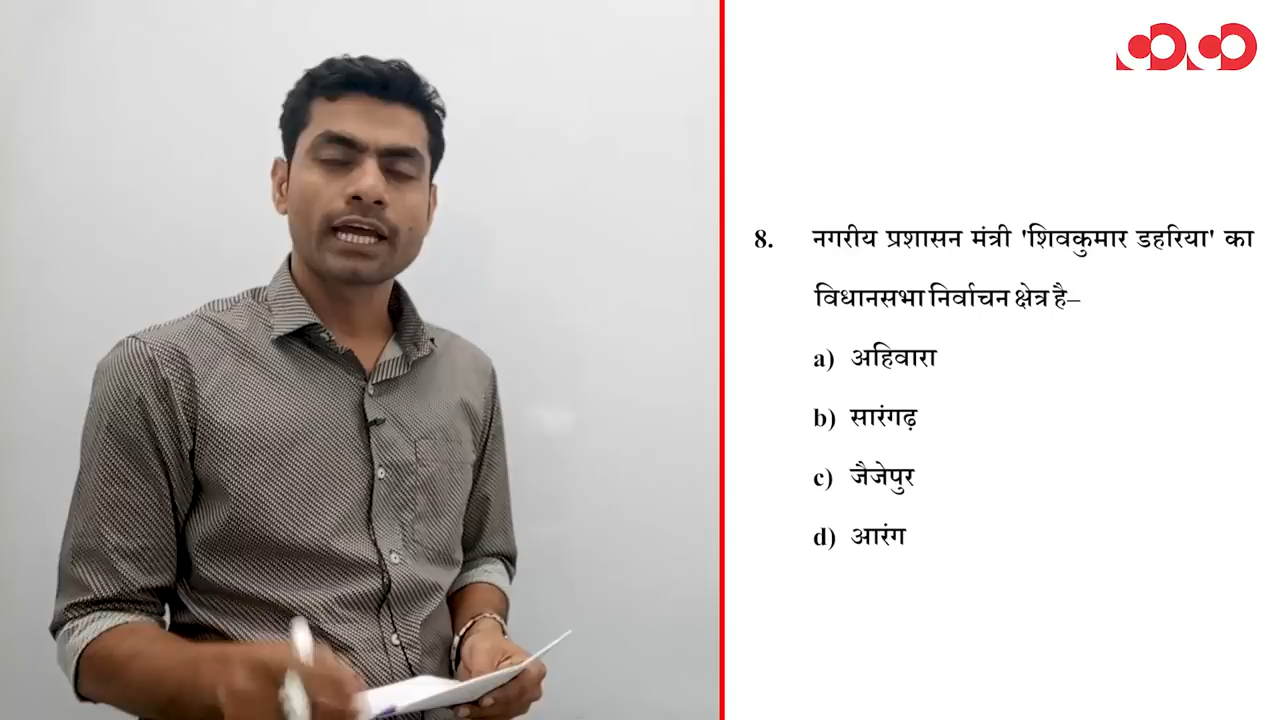 8. नगरीय प्रशासन मंत्री 'शिवकुमार डहरिया' का
विधानसभा निर्वाचन क्षेत्र है–
a) अहिवारा
b) सारंगढ़
c) जैजेपुर
d) आरंग